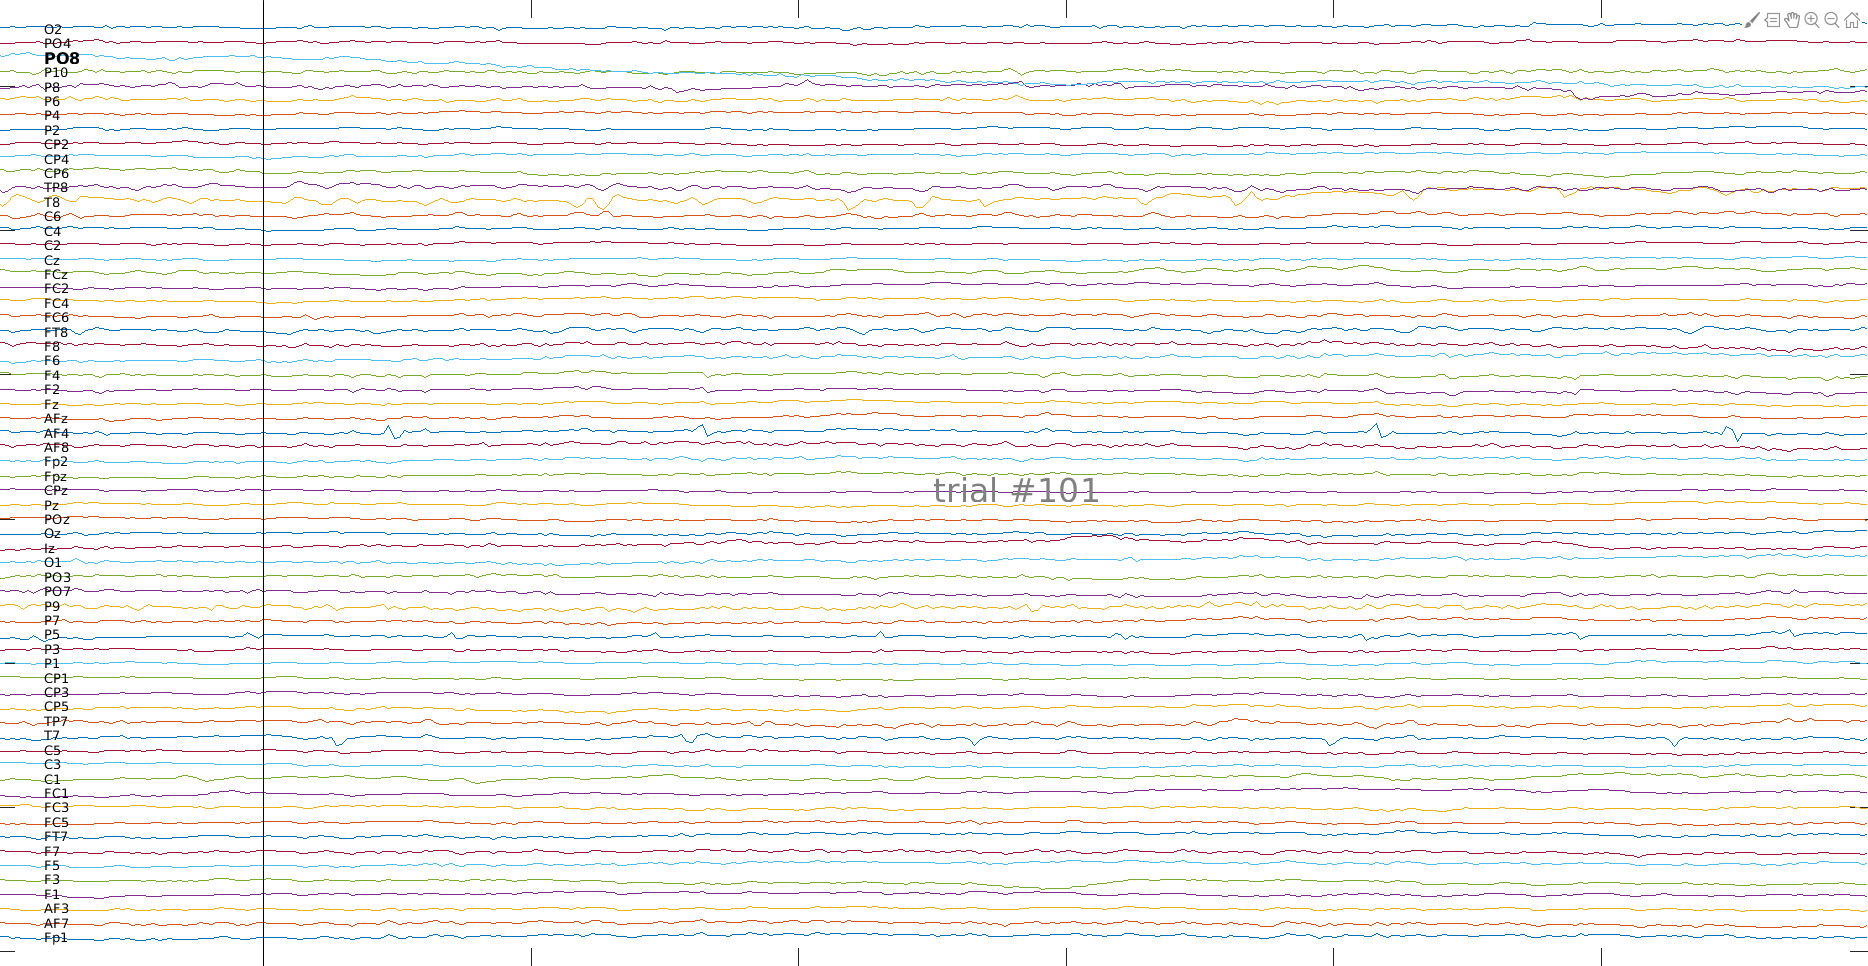 O2
PO4
PO8
P10
P8
P6
P4
P2
CP2
CP4
CP6
TP8
T8
C6
C4
C2
Cz
FCz
FC2
FC4
FC6
FT8
F8
F6
F4
F2
Fz
AFz
AF4
AF8
Fp2
Fpz
CPz
trial #101
Pz
POz
Oz
Iz
O1
PO3
PO7
P9
P7
P5
P3
P1
CP1
CP3
CP5
TP7
T7
C5
C3
C1
FC1
FC3
FC5
FT7
F7
F5
F3
F1
AF3
AF7
Fp1